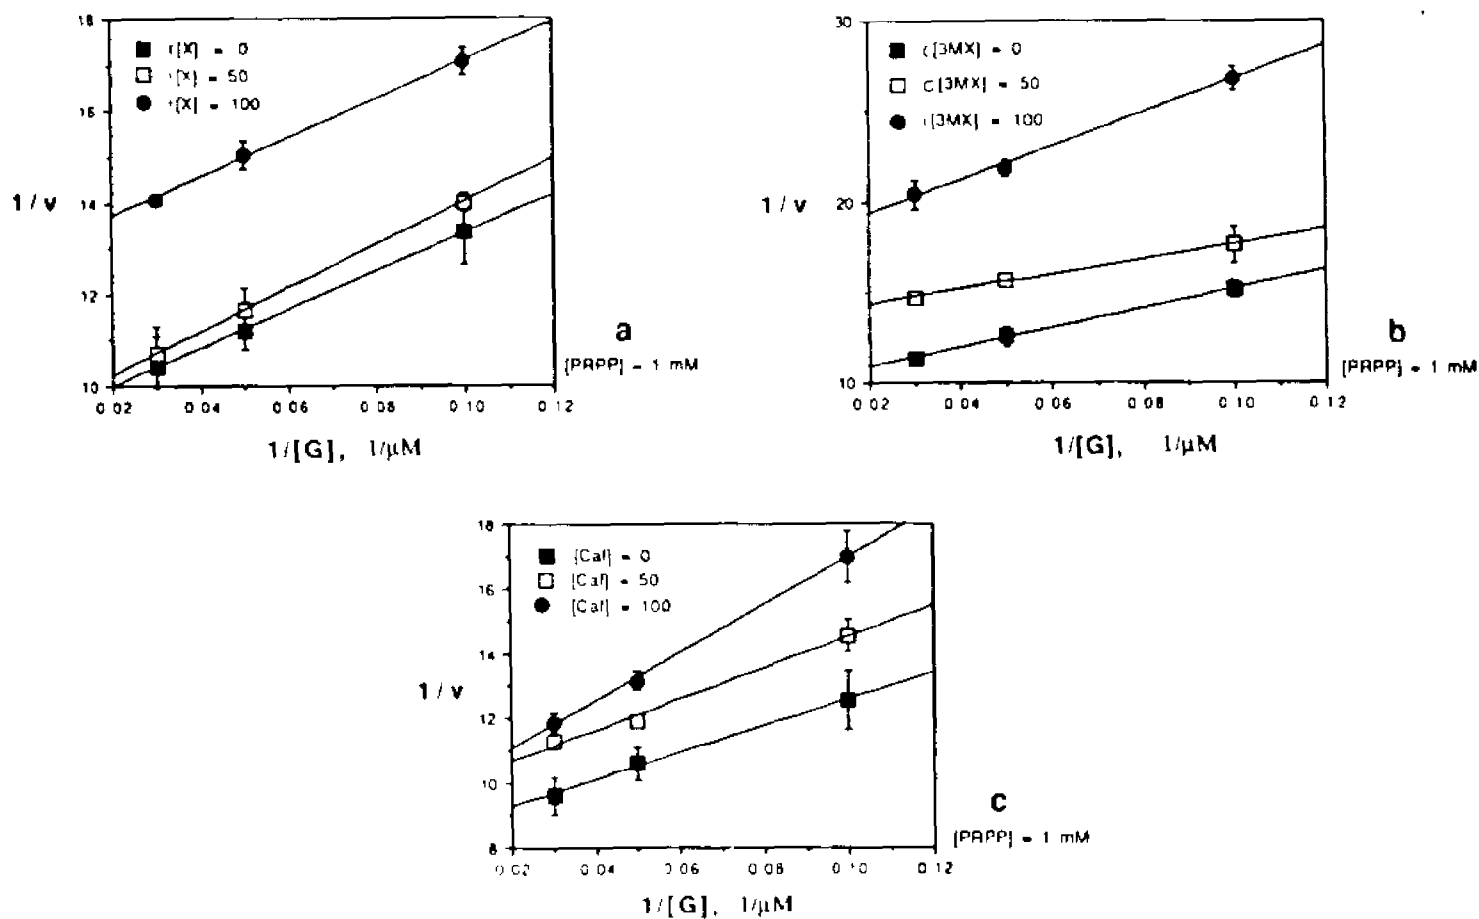 18
16
1/v 14
12
10
[X] = 0
[X] = 50
[X] = 100
a
[PRPP] = 1 mM
0.02 0.04 0.06 0.08 0.10 0.12
1/[G], 1/µM
30
1/v 20
10
[3MX] = 0
[3MX] = 50
[3MX] = 100
b
[PRPP] = 1 mM
0.02 0.04 0.06 0.08 0.10 0.12
1/[G], 1/µM
18
16
14
1/v
12
10
8
[Caf] = 0
[Caf] = 50
[Caf] = 100
c
[PRPP] = 1 mM
0.02 0.04 0.06 0.08 0.10 0.12
1/[G], 1/µM